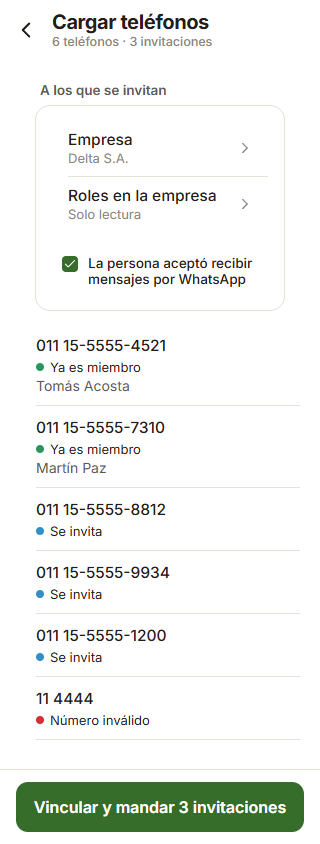 Cargar teléfonos
6 teléfonos · 3 invitaciones
A los que se invitan
Empresa
Delta S.A.
Roles en la empresa
Solo lectura
La persona aceptó recibir
mensajes por WhatsApp
011 15-5555-4521
Ya es miembro
Tomás Acosta
011 15-5555-7310
Ya es miembro
Martín Paz
011 15-5555-8812
Se invita
011 15-5555-9934
Se invita
011 15-5555-1200
Se invita
11 4444
Número inválido
Vincular y mandar 3 invitaciones